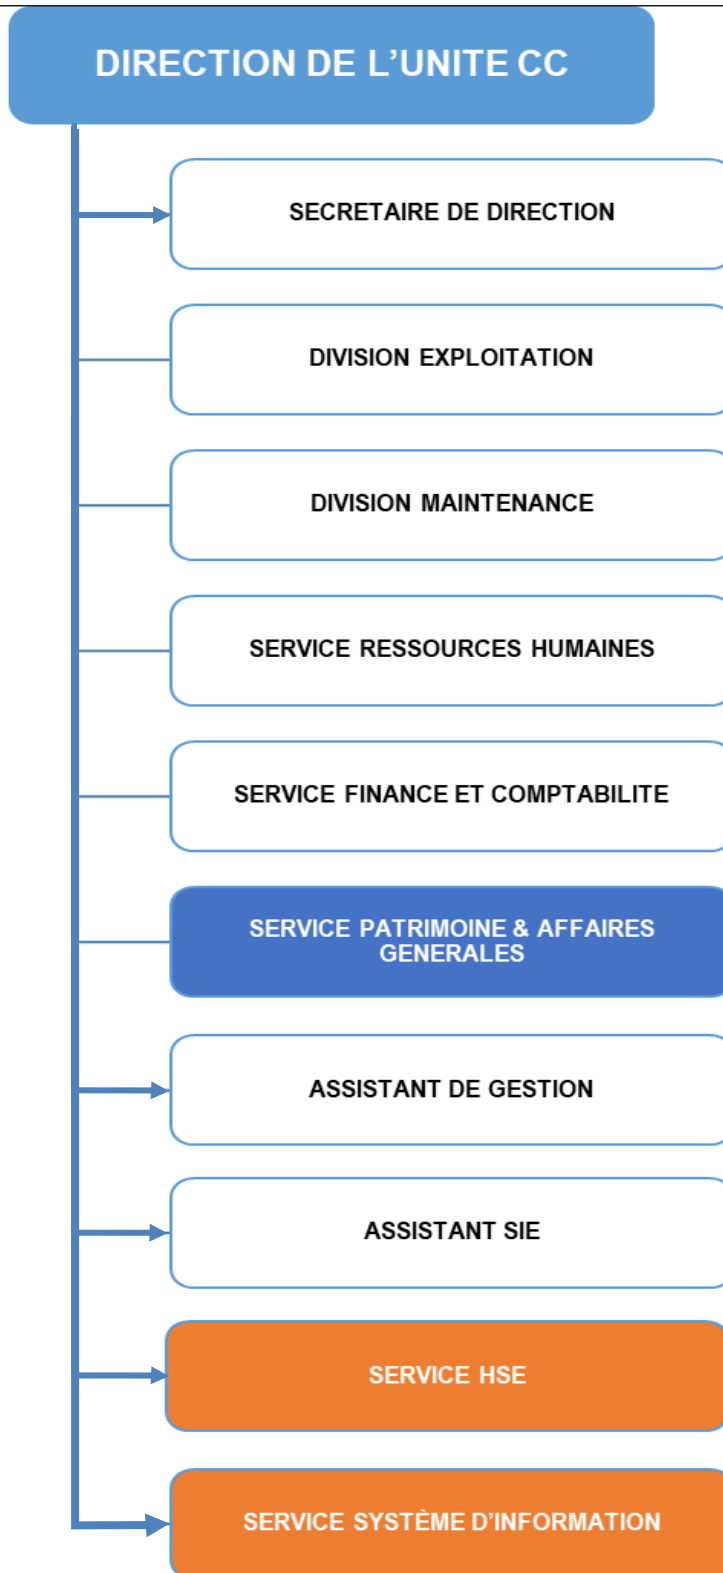 DIRECTION DE L’UNITE CC
SECRETAIRE DE DIRECTION
DIVISION EXPLOITATION
DIVISION MAINTENANCE
SERVICE RESSOURCES HUMAINES
SERVICE FINANCE ET COMPTABILITE
SERVICE PATRIMOINE & AFFAIRES
GENERALES
ASSISTANT DE GESTION
ASSISTANT SIE
SERVICE HSE
SERVICE SYSTÈME D’INFORMATION